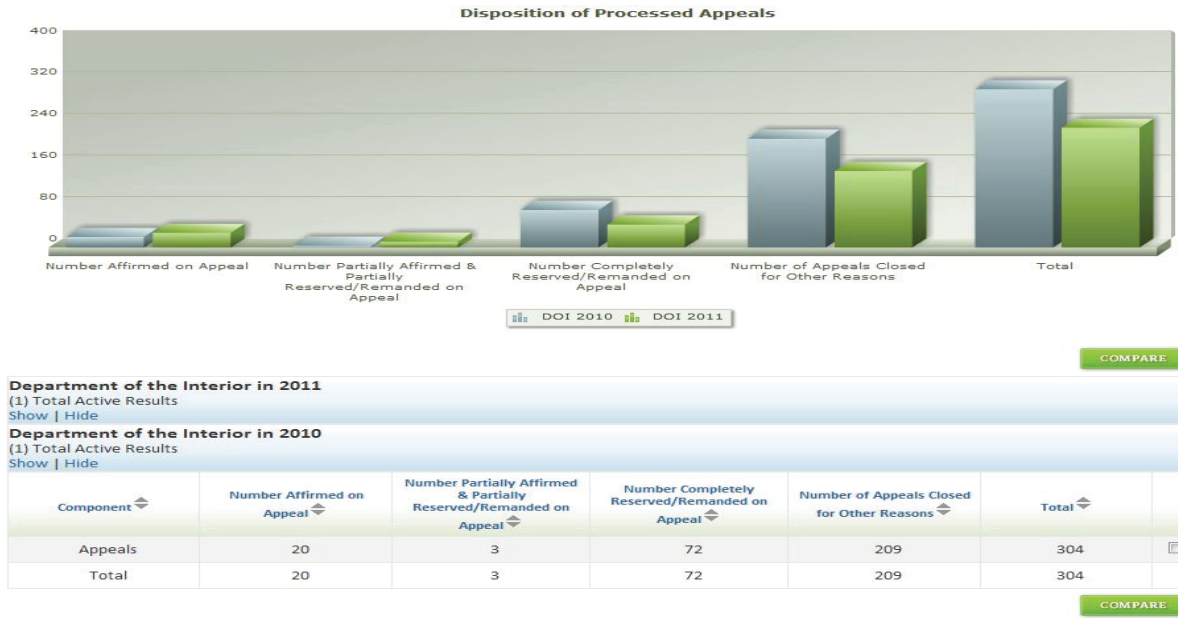 Disposition of Processed Appeals
400
320
240
160
80
0
Number Affirmed on Appeal
Number Partially Affirmed &
Partially
Reserved/Remanded on
Appeal
Number Completely
Reserved/Remanded on
Appeal
Number of Appeals Closed
for Other Reasons
Total
DOI 2010 DOI 2011
COMPARE
Department of the Interior in 2011
(1) Total Active Results
Show | Hide
Department of the Interior in 2010
(1) Total Active Results
Show | Hide
Component
Number Affirmed on
Appeal
Number Partially Affirmed
& Partially
Reserved/Remanded on
Appeal
Number Completely
Reserved/Remanded on
Appeal
Number of Appeals Closed
for Other Reasons
Total
Appeals 20 3 72 209 304
Total 20 3 72 209 304
COMPARE